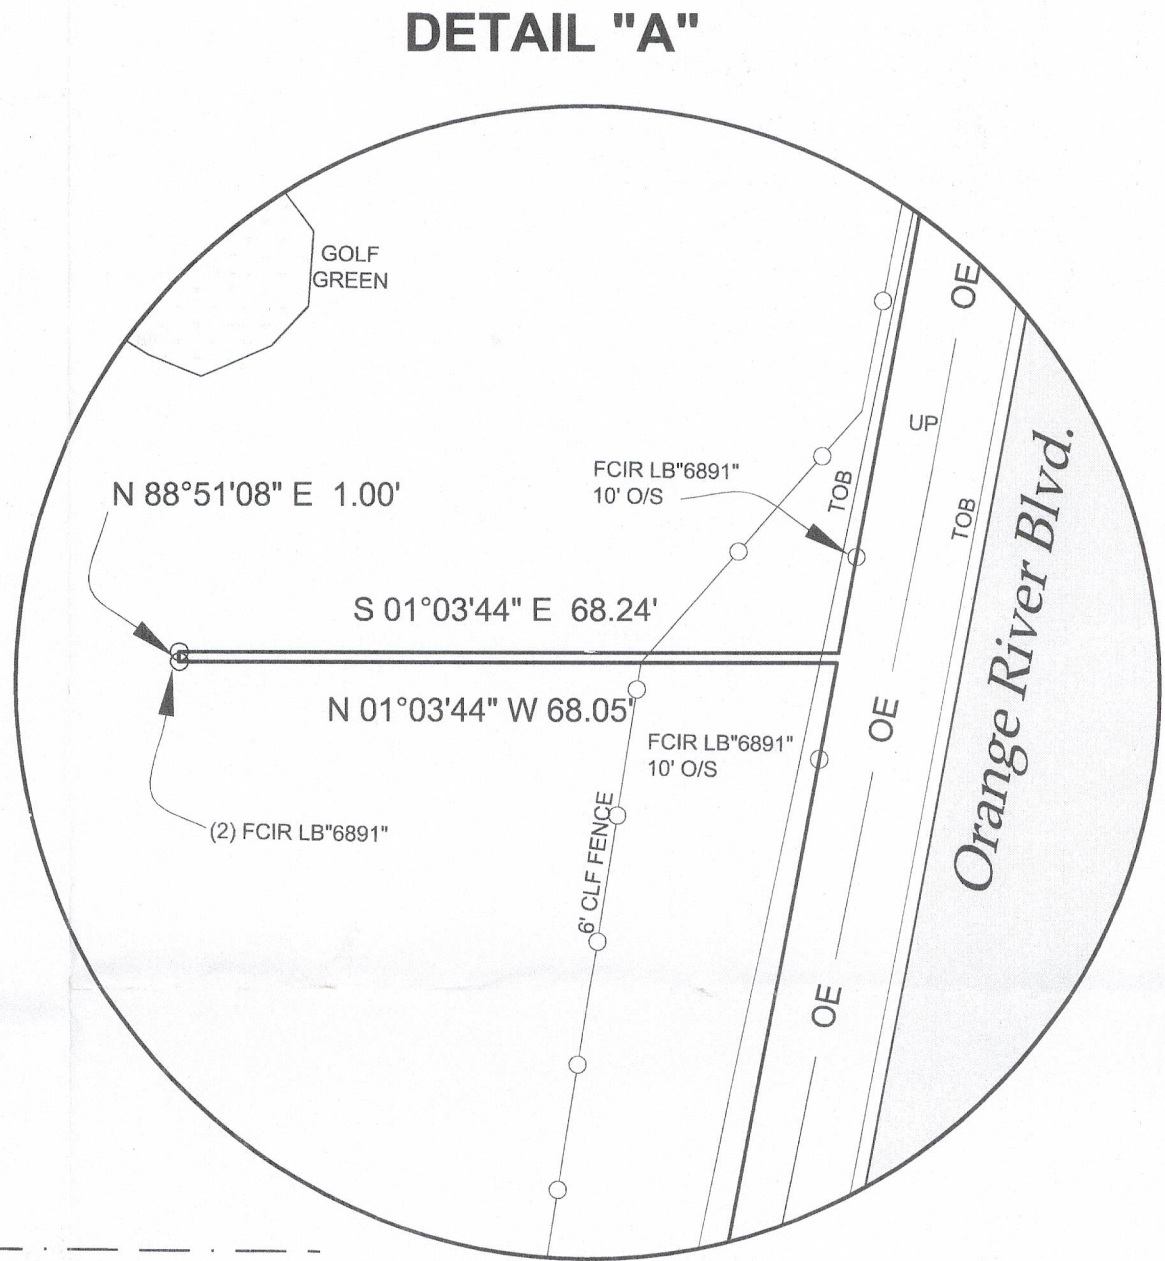 DETAIL "A"
GOLF
GREEN
OE
UP
FCIR LB"6891"
10' O/S
TOB
TOB
N 88°51'08" E 1.00'
Orange River Blvd.
S 01°03'44" E 68.24'
N 01°03'44" W 68.05'
OE
FCIR LB"6891"
10' O/S
(2) FCIR LB"6891"
6' CLF FENCE
OE